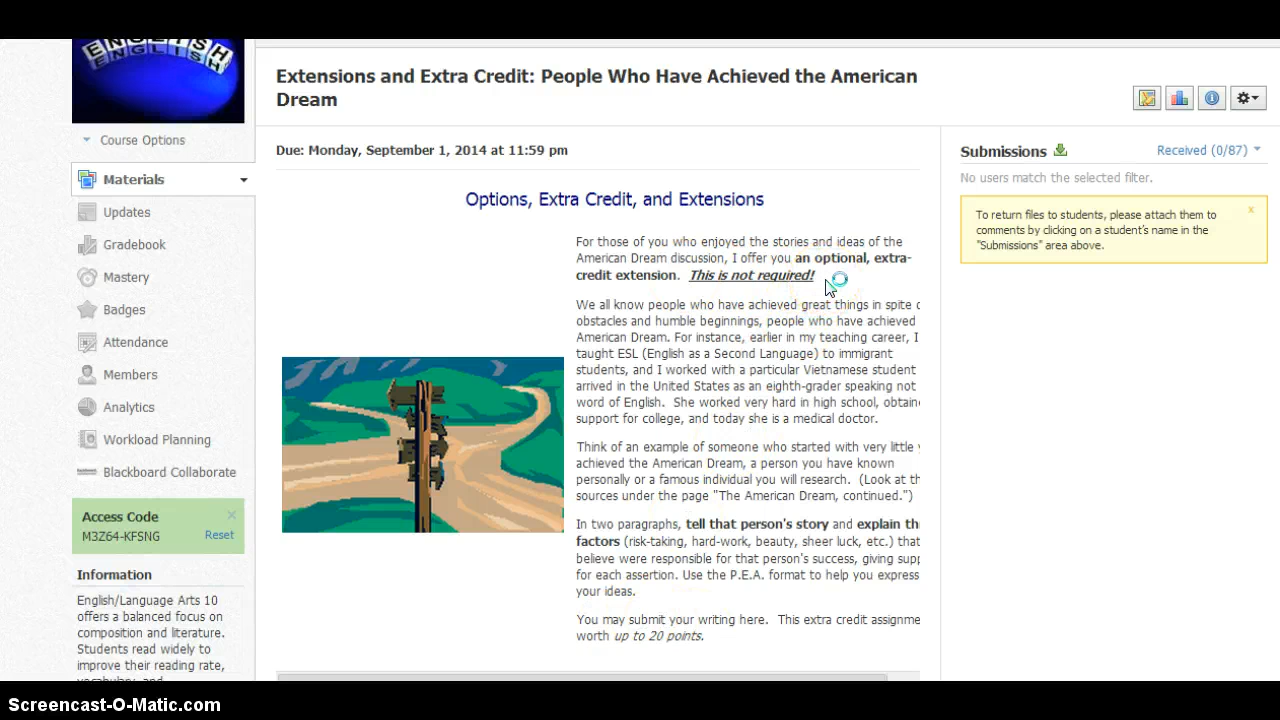 ENGLISH
ENGLISH
Extensions and Extra Credit: People Who Have Achieved the American
Dream
Course Options
Due: Monday, September 1, 2014 at 11:59 pm
Submissions
Received (0/87)
No users match the selected filter.
To return files to students, please attach them to
comments by clicking on a student's name in the
"Submissions" area above.
x
Materials
Updates
Gradebook
Mastery
Badges
Attendance
Members
Analytics
Workload Planning
Blackboard Collaborate
Access Code
M3Z64-KFSNG
Reset
Information
English/Language Arts 10
offers a balanced focus on
composition and literature.
Students read widely to
improve their reading rate,
Options, Extra Credit, and Extensions
For those of you who enjoyed the stories and ideas of the
American Dream discussion, I offer you an optional, extra-
credit extension. This is not required!
We all know people who have achieved great things in spite
obstacles and humble beginnings, people who have achieved
American Dream. For instance, earlier in my teaching career, I
taught ESL (English as a Second Language) to immigrant
students, and I worked with a particular Vietnamese student
arrived in the United States as an eighth-grader speaking not
word of English. She worked very hard in high school, obtaine
support for college, and today she is a medical doctor.
Think of an example of someone who started with very little
achieved the American Dream, a person you have known
personally or a famous individual you will research. (Look at th
sources under the page "The American Dream, continued.")
In two paragraphs, tell that person's story and explain th
factors (risk-taking, hard-work, beauty, sheer luck, etc.) that
believe were responsible for that person's success, giving supp
for each assertion. Use the P.E.A. format to help you express
your ideas.
You may submit your writing here. This extra credit assignme
worth up to 20 points.
Screencast-O-Matic.com